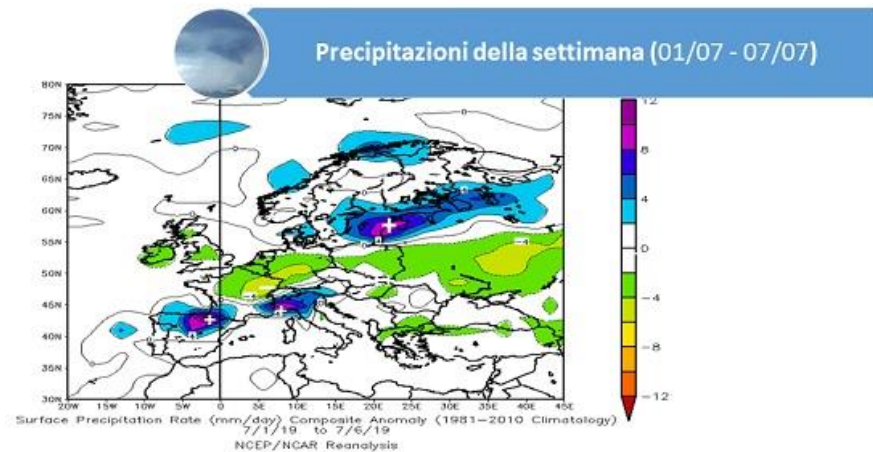 Precipitazioni della settimana (01/07 - 07/07)
80N
75N
70N
65N
60N
55N
50N
45N
40N
35N
30N
20W
15W
10W
5W
0
5E
10E
15E
20E
25E
30E
35E
40E
45E
12
8
4
0
-4
-8
-12
Surface Precipitation Rate (mm/day) Composite Anomaly (1981-2010 Climatology)
7/1/19 to 7/6/19
NCEP/NCAR Reanalysis